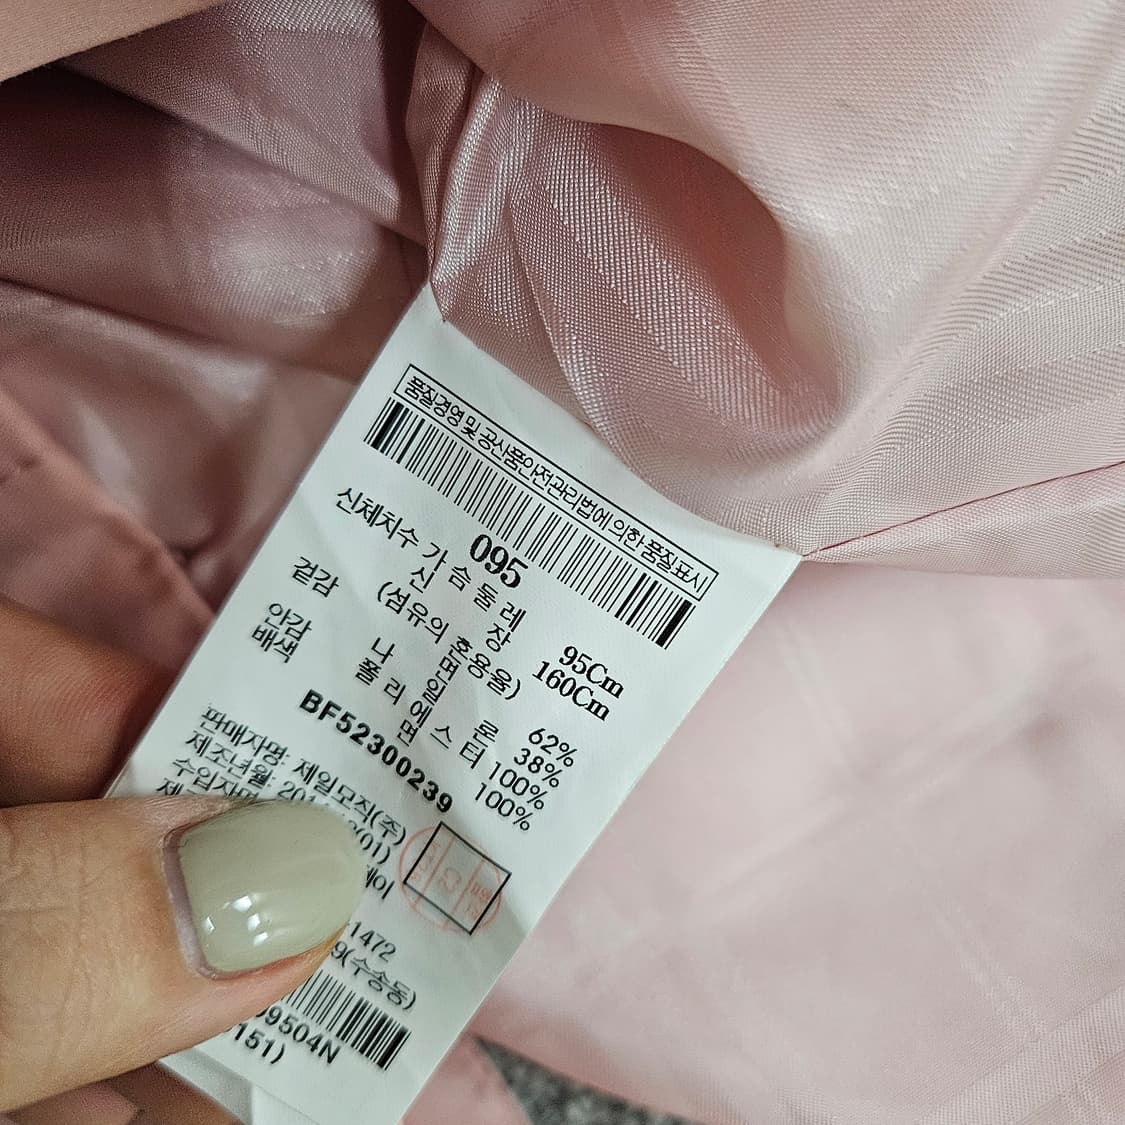 품질경영 및 공산품안전관리법에 의한 품질표시
095
신체치수 가 슴 둘 레 95Cm
신 장 160Cm
(섬유의 혼용율)
겉감 면 62%
나 일 론 38%
안감 폴 리 에 스 터 100%
배색 면 100%
BF52300239
판매자명: 제일모직(주)
제조년월: 201
(01)
수입자명
제
1472
9(수송동)
9504N
151)